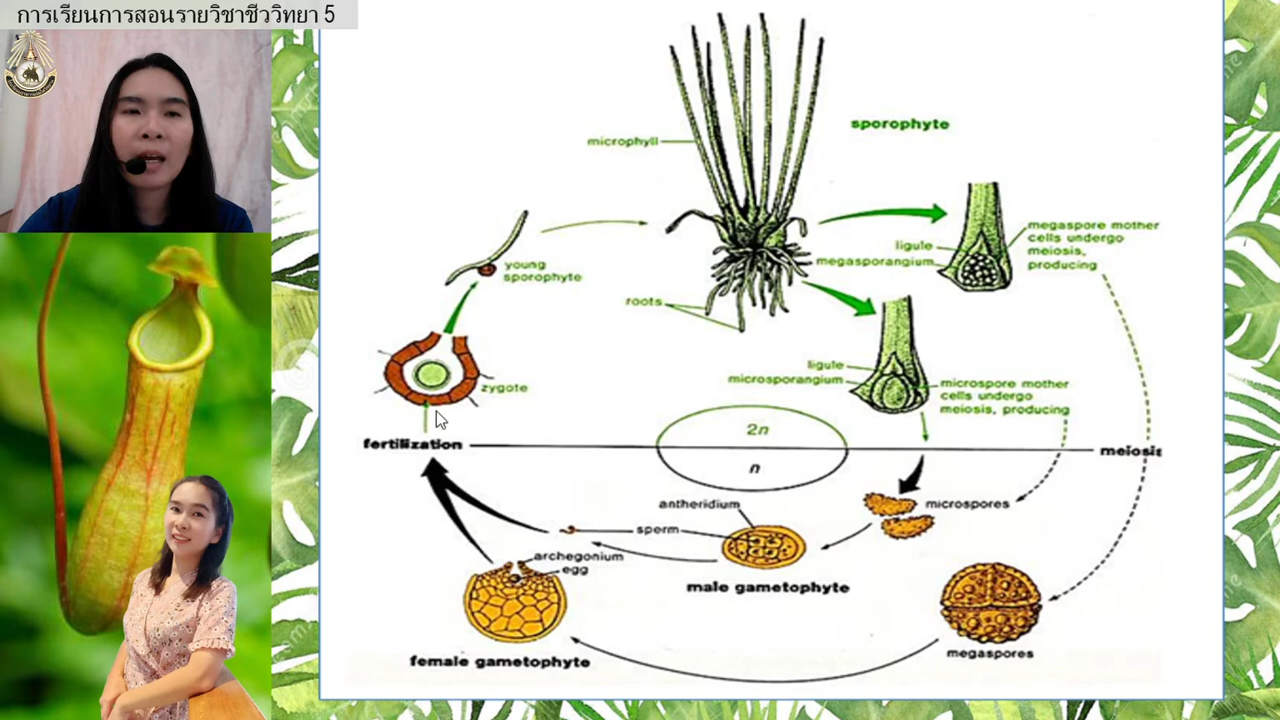 การเรียนการสอนรายวิชาชีววิทยา 5
sporophyte
microphyll
megaspore mother
cells undergo
meiosis,
producing
ligule
megasporangium
young
sporophyte
roots
ligule
microsporangium
microspore mother
cells undergo
meiosis, producing
zygote
2n
fertilization
meiosis
n
antheridium
microspores
sperm
archegonium
egg
male gametophyte
megaspores
female gametophyte